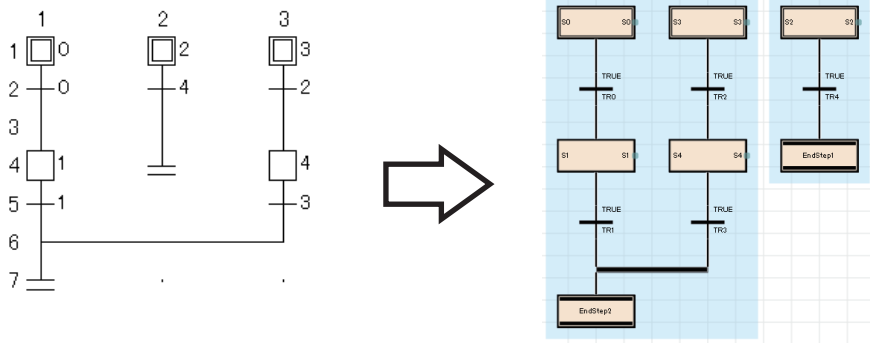 1 2 3
1 0 2 3
2 0 4 2
3
4 1 4
5 1 3
6
7
S0 S0 S3 S3 S2 S2
TRUE TRUE TRUE
TR0 TR2 TR4
S1 S1 S4 S4 EndStep1
TRUE TRUE
TR1 TR3
EndStep2